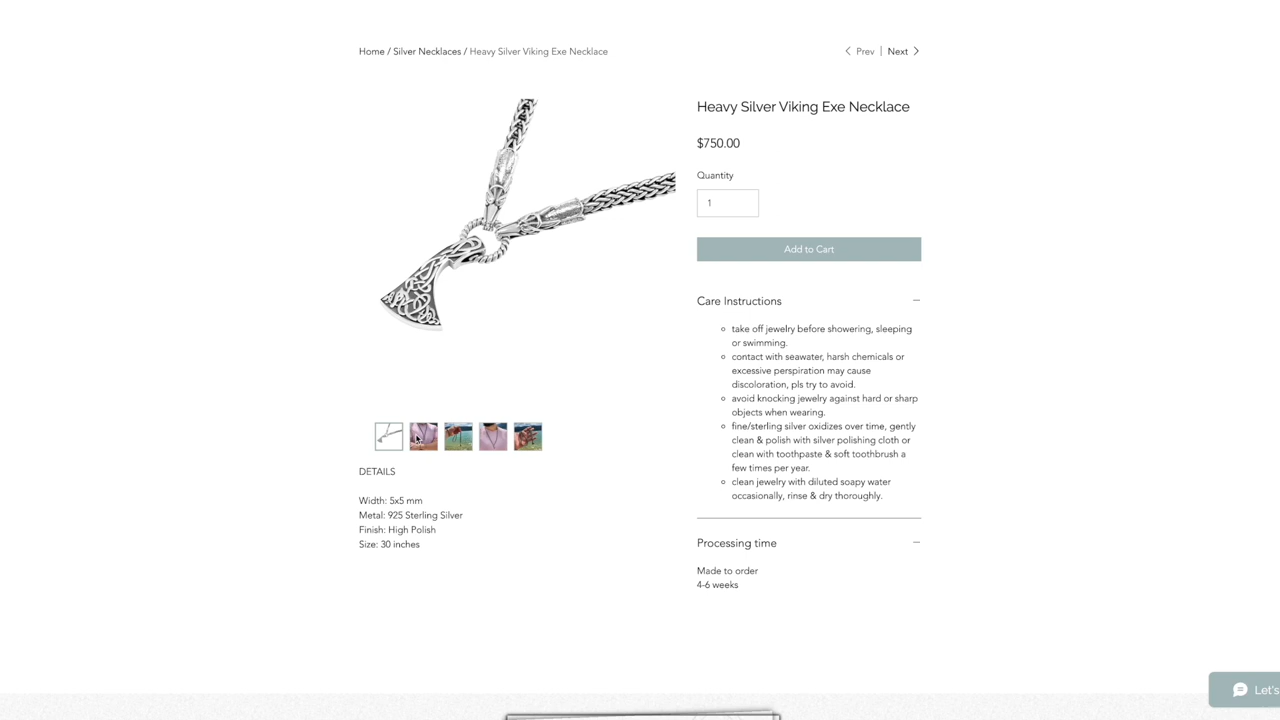 Home / Silver Necklaces / Heavy Silver Viking Exe Necklace
Prev | Next
Heavy Silver Viking Exe Necklace
$750.00
Quantity
1
Add to Cart
Care Instructions
take off jewelry before showering, sleeping
or swimming.
contact with seawater, harsh chemicals or
excessive perspiration may cause
discoloration, pls try to avoid.
avoid knocking jewelry against hard or sharp
objects when wearing.
fine/sterling silver oxidizes over time, gently
clean & polish with silver polishing cloth or
clean with toothpaste & soft toothbrush a
few times per year.
clean jewelry with diluted soapy water
occasionally, rinse & dry thoroughly.
Processing time
Made to order
4-6 weeks
DETAILS
Width: 5x5 mm
Metal: 925 Sterling Silver
Finish: High Polish
Size: 30 inches
Let's